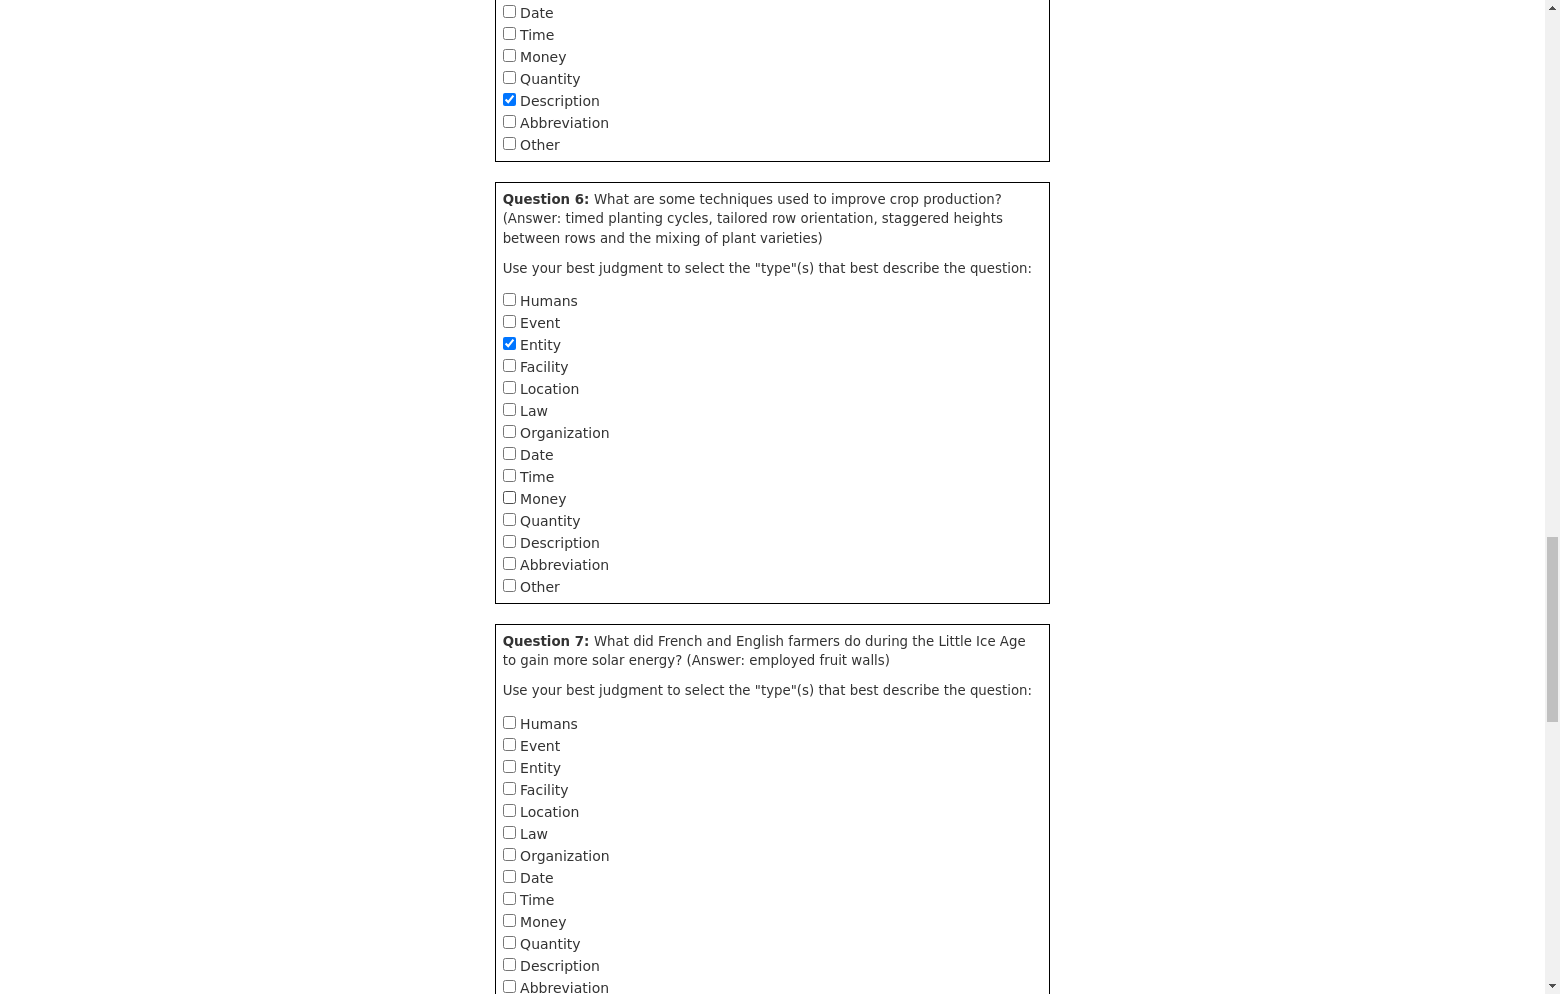 Date
Time
Money
Quantity
Description
Abbreviation
Other
Question 6: What are some techniques used to improve crop production?
(Answer: timed planting cycles, tailored row orientation, staggered heights
between rows and the mixing of plant varieties)
Use your best judgment to select the "type"(s) that best describe the question:
Humans
Event
Entity
Facility
Location
Law
Organization
Date
Time
Money
Quantity
Description
Abbreviation
Other
Question 7: What did French and English farmers do during the Little Ice Age
to gain more solar energy? (Answer: employed fruit walls)
Use your best judgment to select the "type"(s) that best describe the question:
Humans
Event
Entity
Facility
Location
Law
Organization
Date
Time
Money
Quantity
Description
Abbreviation